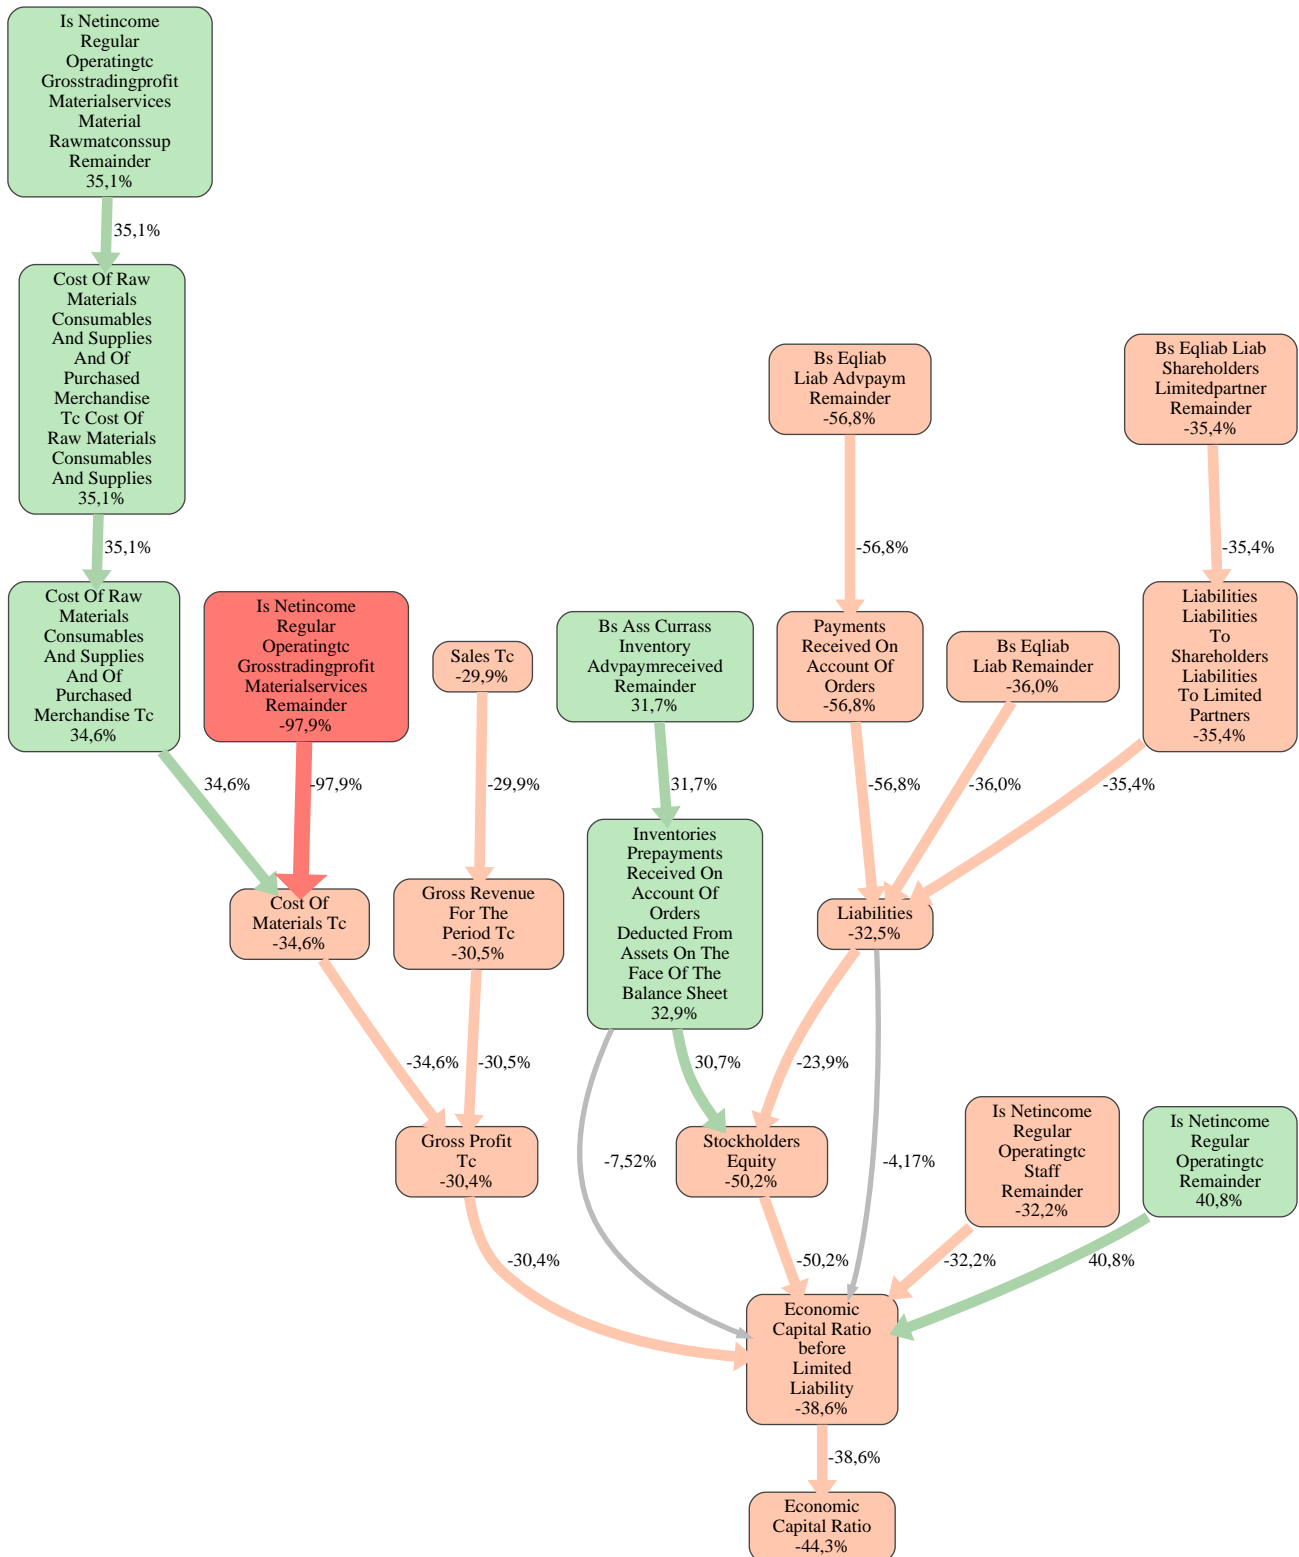 Is Netincome
Regular
Operatingtc
Grosstradingprofit
Materialservices
Material
Rawmatconssup
Remainder
35,1%
35,1%
Cost Of Raw
Materials
Consumables
And Supplies
And Of
Purchased
Merchandise
Tc Cost Of
Raw Materials
Consumables
And Supplies
35,1%
Bs Eqliab
Liab Advpaym
Remainder
-56,8%
Bs Eqliab Liab
Shareholders
Limitedpartner
Remainder
-35,4%
35,1%
-56,8%
-35,4%
Cost Of Raw
Materials
Consumables
And Supplies
And Of
Purchased
Merchandise Tc
34,6%
Is Netincome
Regular
Operatingtc
Grosstradingprofit
Materialservices
Remainder
-97,9%
Sales Tc
-29,9%
Bs Ass Currass
Inventory
Advpaymreceived
Remainder
31,7%
Payments
Received On
Account Of
Orders
-56,8%
Bs Eqliab
Liab Remainder
-36,0%
Liabilities
Liabilities
To
Shareholders
Liabilities
To Limited
Partners
-35,4%
34,6%
-97,9%
-29,9%
31,7%
-56,8%
-36,0%
-35,4%
Cost Of
Materials Tc
-34,6%
Gross Revenue
For The
Period Tc
-30,5%
Inventories
Prepayments
Received On
Account Of
Orders
Deducted From
Assets On The
Face Of The
Balance Sheet
32,9%
Liabilities
-32,5%
-34,6%
-30,5%
30,7%
-23,9%
Gross Profit
Tc
-30,4%
-7,52%
Stockholders
Equity
-50,2%
-4,17%
Is Netincome
Regular
Operatingtc
Staff
Remainder
-32,2%
Is Netincome
Regular
Operatingtc
Remainder
40,8%
-30,4%
-50,2%
-32,2%
40,8%
Economic
Capital Ratio
before
Limited
Liability
-38,6%
-38,6%
Economic
Capital Ratio
-44,3%